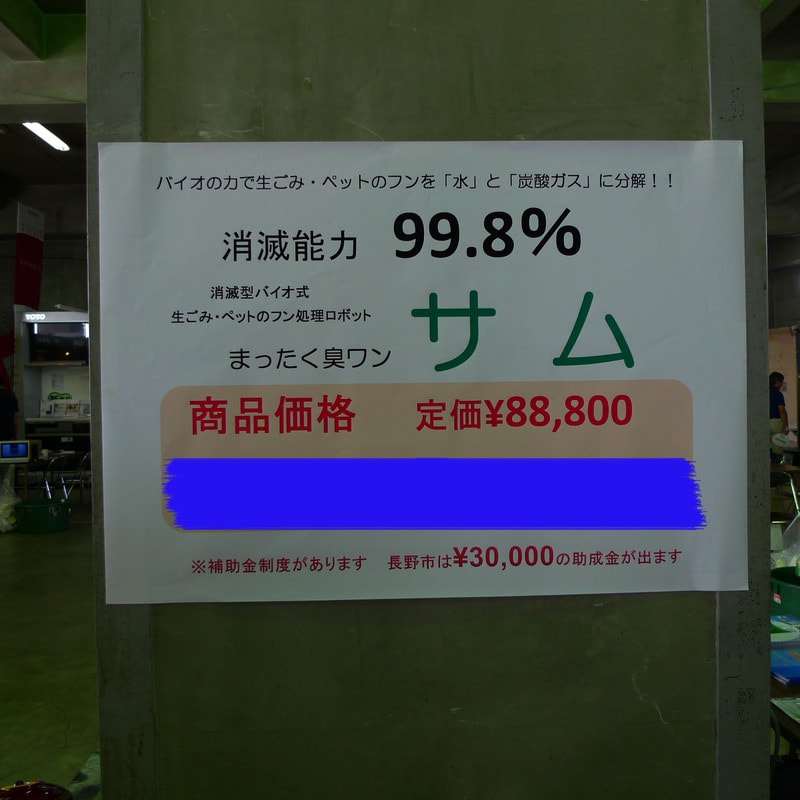 バイオの力で生ごみ・ペットのフンを「水」と「炭酸ガス」に分解！！
消滅能力 99.8%
消滅型バイオ式
生ごみ・ペットのフン処理ロボット
まったく臭ワン サム
商品価格 定価¥88,800
※補助金制度があります 長野市は¥30,000の助成金が出ます
TOTO